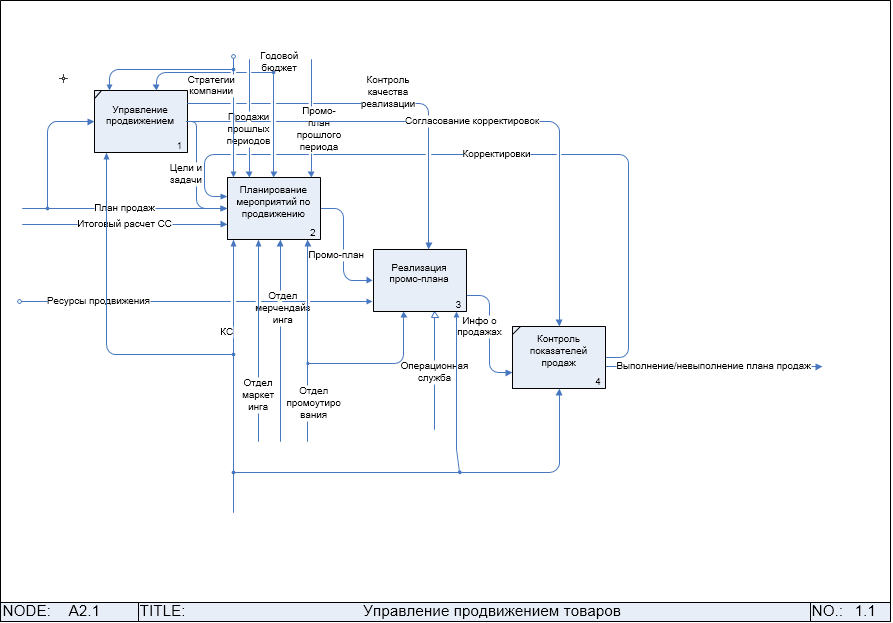 Годовой
бюджет
Стратегии
компании
Контроль
качества
реализации
Управление
продвижением
1
Продажи
прошлых
периодов
Промо-
план
прошлого
периода
Согласование корректировок
Корректировки
Цели и
задачи
Планирование
мероприятий по
продвижению
2
План продаж
Итоговый расчет СС
Промо-план
Реализация
промо-плана
3
Ресурсы продвижения
Отдел
мерчендайз
инга
КС
Инфо о
продажах
Контроль
показателей
продаж
4
Операционная
служба
Выполнение/невыполнение плана продаж
Отдел
маркет
инга
Отдел
промоутиро
вания
NODE: A2.1
TITLE: Управление продвижением товаров
NO.: 1.1